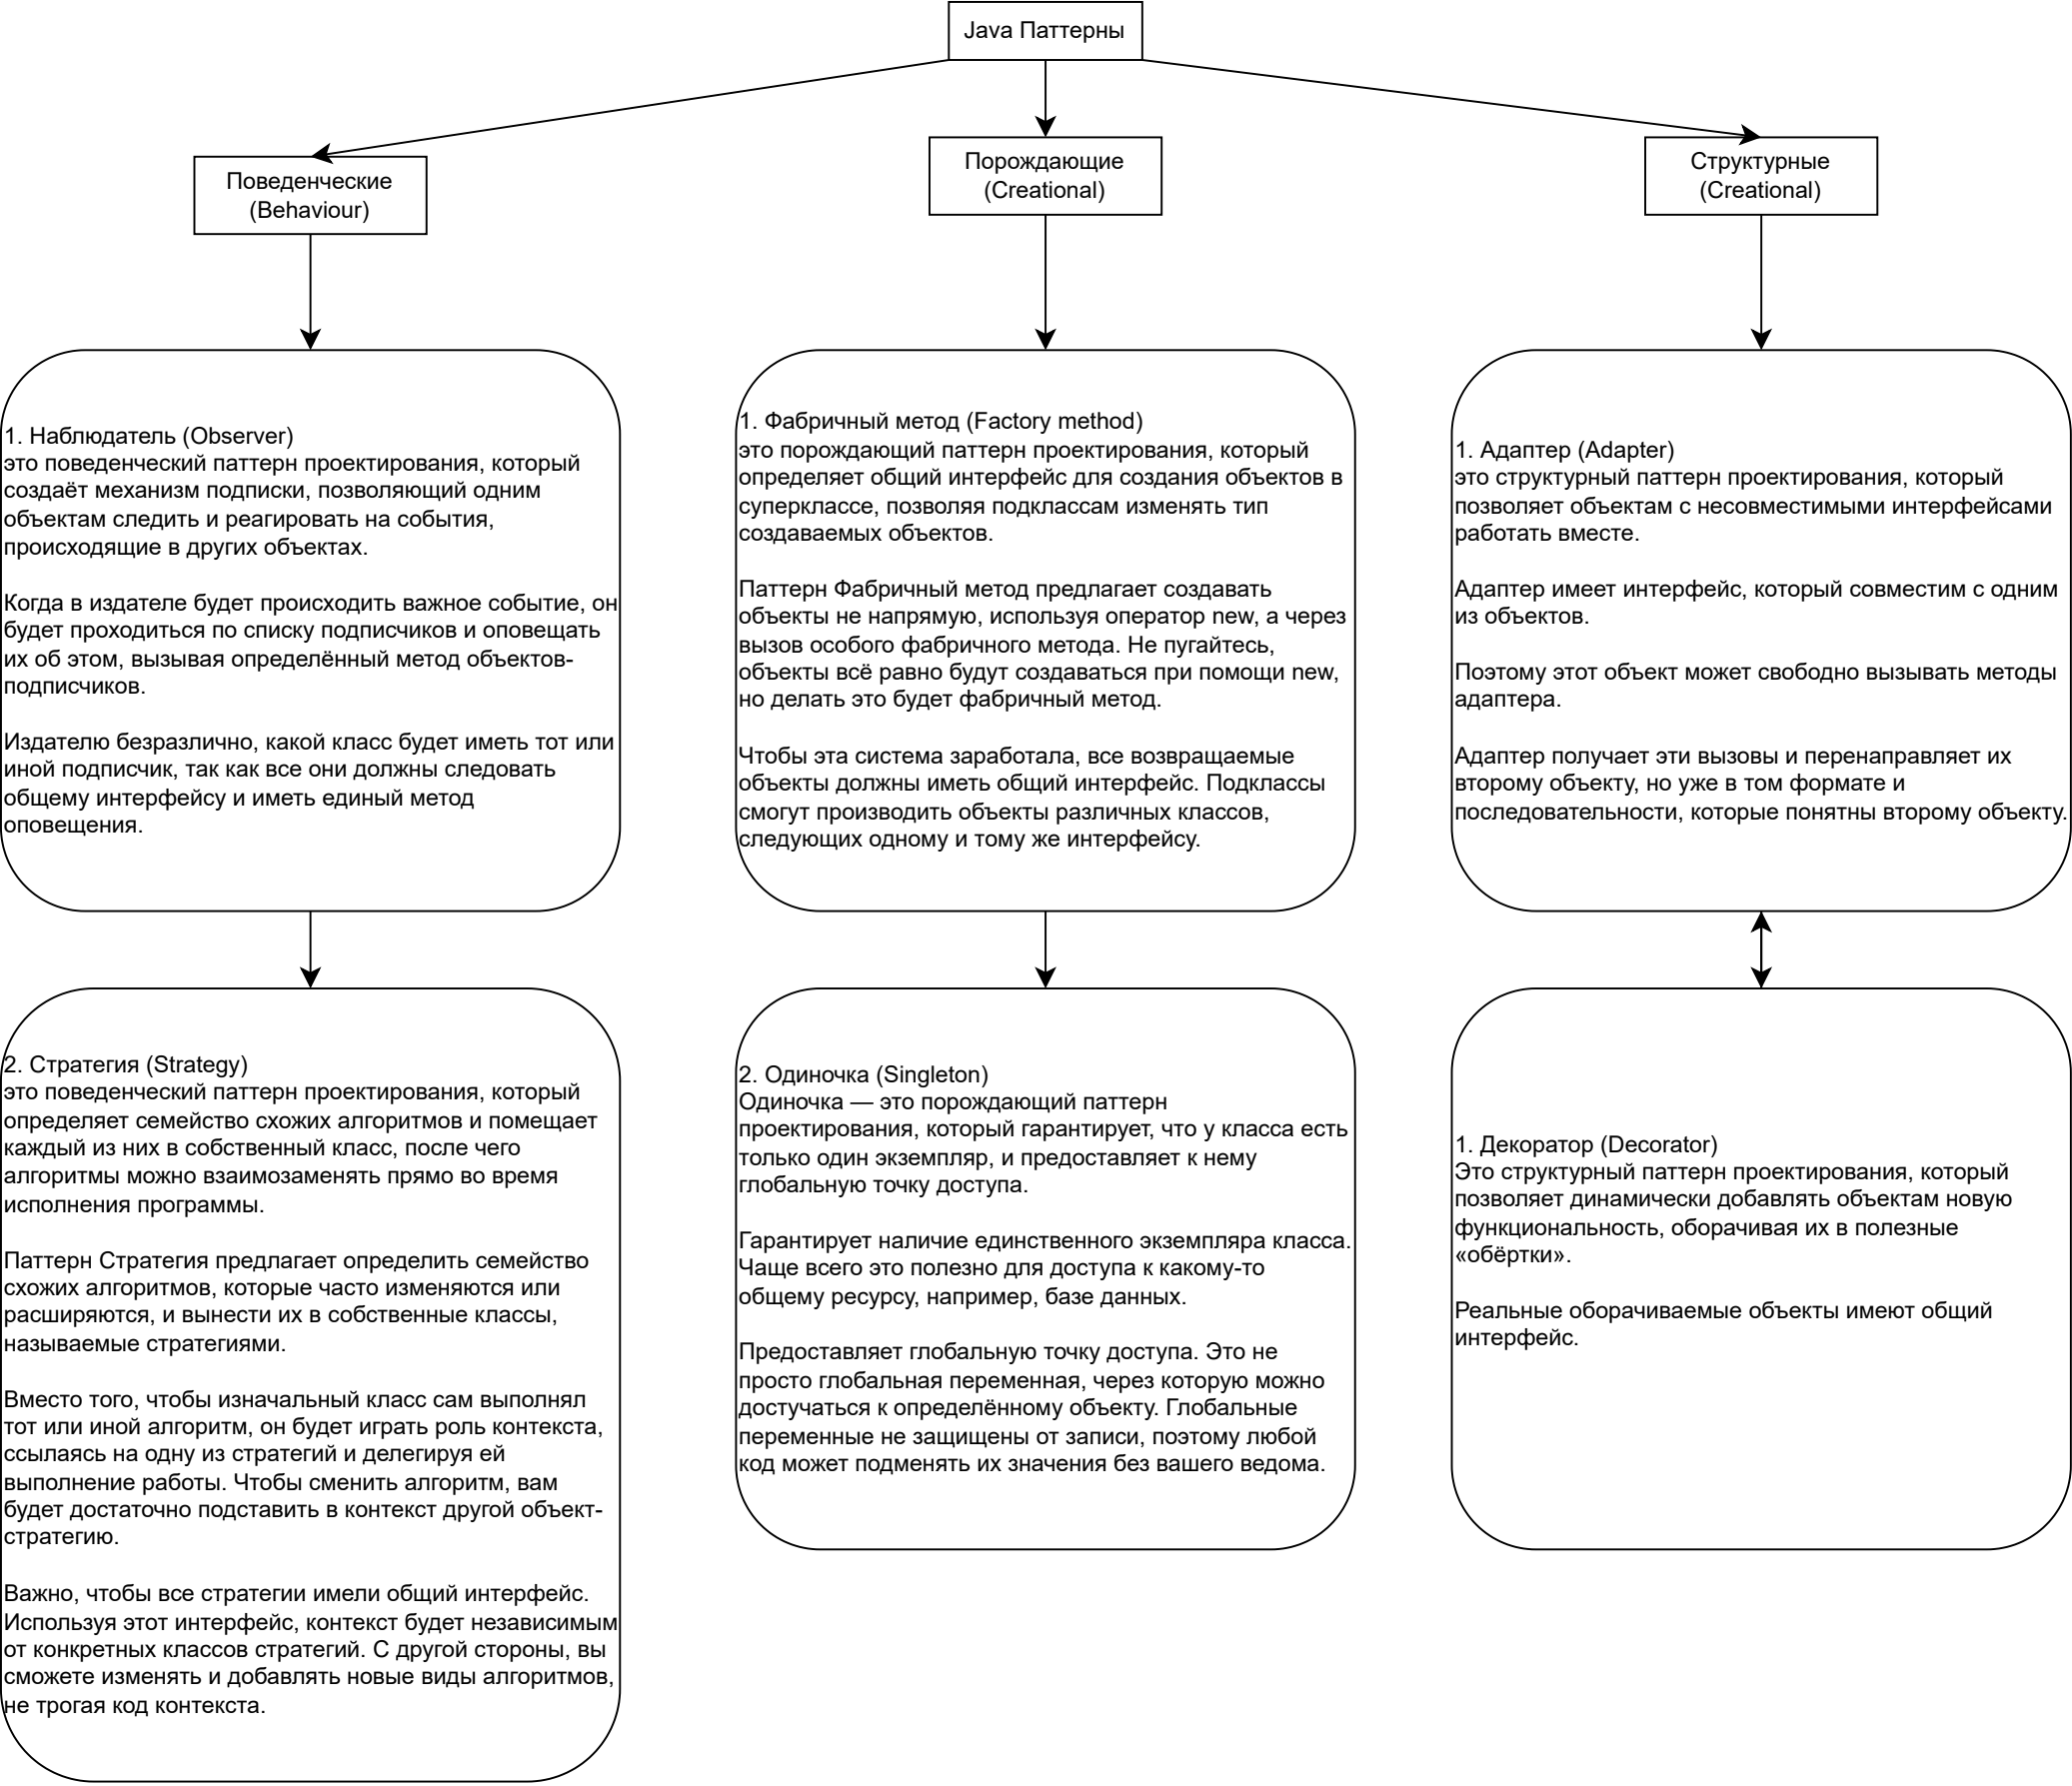 Java Паттерны
Поведенческие
(Behaviour)
Порождающие
(Creational)
Структурные
(Creational)
1. Наблюдатель (Observer)
это поведенческий паттерн проектирования, который
создаёт механизм подписки, позволяющий одним
объектам следить и реагировать на события,
происходящие в других объектах.
Когда в издателе будет происходить важное событие, он
будет проходиться по списку подписчиков и оповещать
их об этом, вызывая определённый метод объектов-
подписчиков.
Издателю безразлично, какой класс будет иметь тот или
иной подписчик, так как все они должны следовать
общему интерфейсу и иметь единый метод
оповещения.
1. Фабричный метод (Factory method)
это порождающий паттерн проектирования, который
определяет общий интерфейс для создания объектов в
суперклассе, позволяя подклассам изменять тип
создаваемых объектов.
Паттерн Фабричный метод предлагает создавать
объекты не напрямую, используя оператор new, а через
вызов особого фабричного метода. Не пугайтесь,
объекты всё равно будут создаваться при помощи new,
но делать это будет фабричный метод.
Чтобы эта система заработала, все возвращаемые
объекты должны иметь общий интерфейс. Подклассы
смогут производить объекты различных классов,
следующих одному и тому же интерфейсу.
1. Адаптер (Adapter)
это структурный паттерн проектирования, который
позволяет объектам с несовместимыми интерфейсами
работать вместе.
Адаптер имеет интерфейс, который совместим с одним
из объектов.
Поэтому этот объект может свободно вызывать методы
адаптера.
Адаптер получает эти вызовы и перенаправляет их
второму объекту, но уже в том формате и
последовательности, которые понятны второму объекту.
2. Стратегия (Strategy)
это поведенческий паттерн проектирования, который
определяет семейство схожих алгоритмов и помещает
каждый из них в собственный класс, после чего
алгоритмы можно взаимозаменять прямо во время
исполнения программы.
Паттерн Стратегия предлагает определить семейство
схожих алгоритмов, которые часто изменяются или
расширяются, и вынести их в собственные классы,
называемые стратегиями.
Вместо того, чтобы изначальный класс сам выполнял
тот или иной алгоритм, он будет играть роль контекста,
ссылаясь на одну из стратегий и делегируя ей
выполнение работы. Чтобы сменить алгоритм, вам
будет достаточно подставить в контекст другой объект-
стратегию.
Важно, чтобы все стратегии имели общий интерфейс.
Используя этот интерфейс, контекст будет независимым
от конкретных классов стратегий. С другой стороны, вы
сможете изменять и добавлять новые виды алгоритмов,
не трогая код контекста.
2. Одиночка (Singleton)
Одиночка — это порождающий паттерн
проектирования, который гарантирует, что у класса есть
только один экземпляр, и предоставляет к нему
глобальную точку доступа.
Гарантирует наличие единственного экземпляра класса.
Чаще всего это полезно для доступа к какому-то
общему ресурсу, например, базе данных.
Предоставляет глобальную точку доступа. Это не
просто глобальная переменная, через которую можно
достучаться к определённому объекту. Глобальные
переменные не защищены от записи, поэтому любой
код может подменять их значения без вашего ведома.
1. Декоратор (Decorator)
Это структурный паттерн проектирования, который
позволяет динамически добавлять объектам новую
функциональность, оборачивая их в полезные
«обёртки».
Реальные оборачиваемые объекты имеют общий
интерфейс.